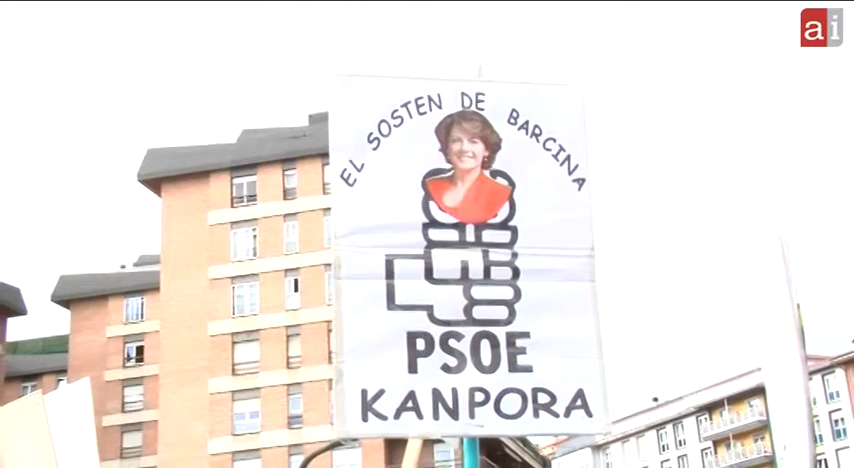 ai
EL SOSTEN DE BARCINA
PSOE
KANPORA